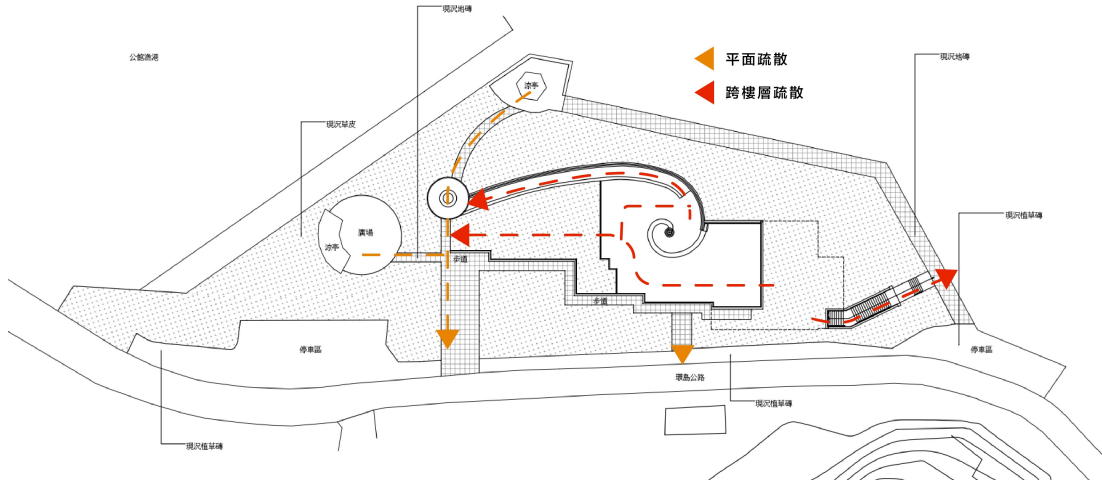 現況地磚
公館漁港
平面疏散
現況地磚
涼亭
跨樓層疏散
現況草皮
現況植草磚
廣場
涼亭
步道
步道
停車區
停車區
環島公路
現況植草磚
現況植草磚